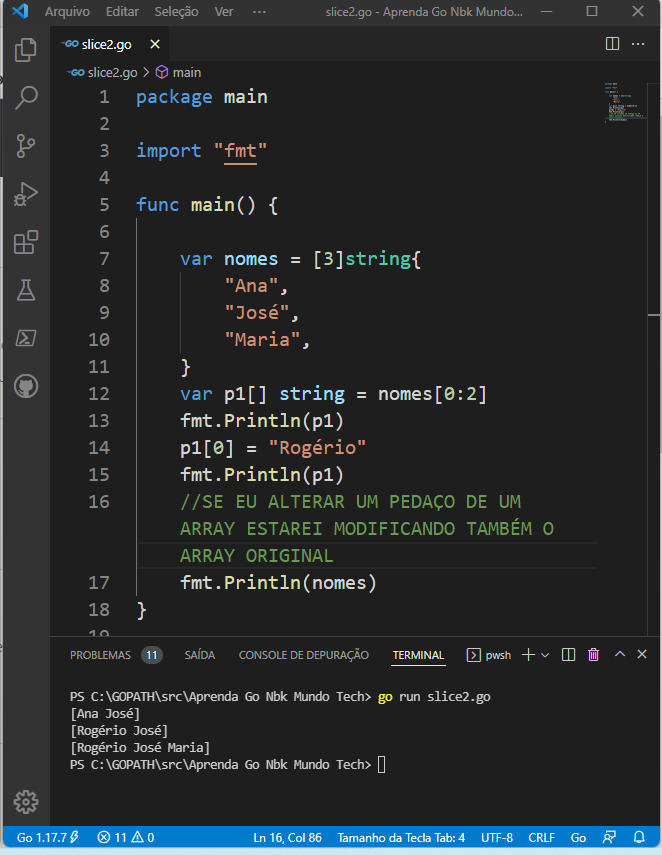 Arquivo Editar Seleção Ver ··· slice2.go - Aprenda Go Nbk Mundo...
GO slice2.go
GO slice2.go > main
1 package main
2
3 import "fmt"
4
5 func main() {
6
7 var nomes = [3]string{
8 "Ana",
9 "José",
10 "Maria",
11 }
12 var p1[] string = nomes[0:2]
13 fmt.Println(p1)
14 p1[0] = "Rogério"
15 fmt.Println(p1)
16 //SE EU ALTERAR UM PEDAÇO DE UM
ARRAY ESTAREI MODIFICANDO TAMBÉM O
ARRAY ORIGINAL
17 fmt.Println(nomes)
18 }
19
PROBLEMAS 11 SAÍDA CONSOLE DE DEPURAÇÃO TERMINAL pwsh
PS C:\GOPATH\src\Aprenda Go Nbk Mundo Tech> go run slice2.go
[Ana José]
[Rogério José]
[Rogério José Maria]
PS C:\GOPATH\src\Aprenda Go Nbk Mundo Tech>
Go 1.17.7 11 0 Ln 16, Col 86 Tamanho da Tecla Tab: 4 UTF-8 CRLF Go